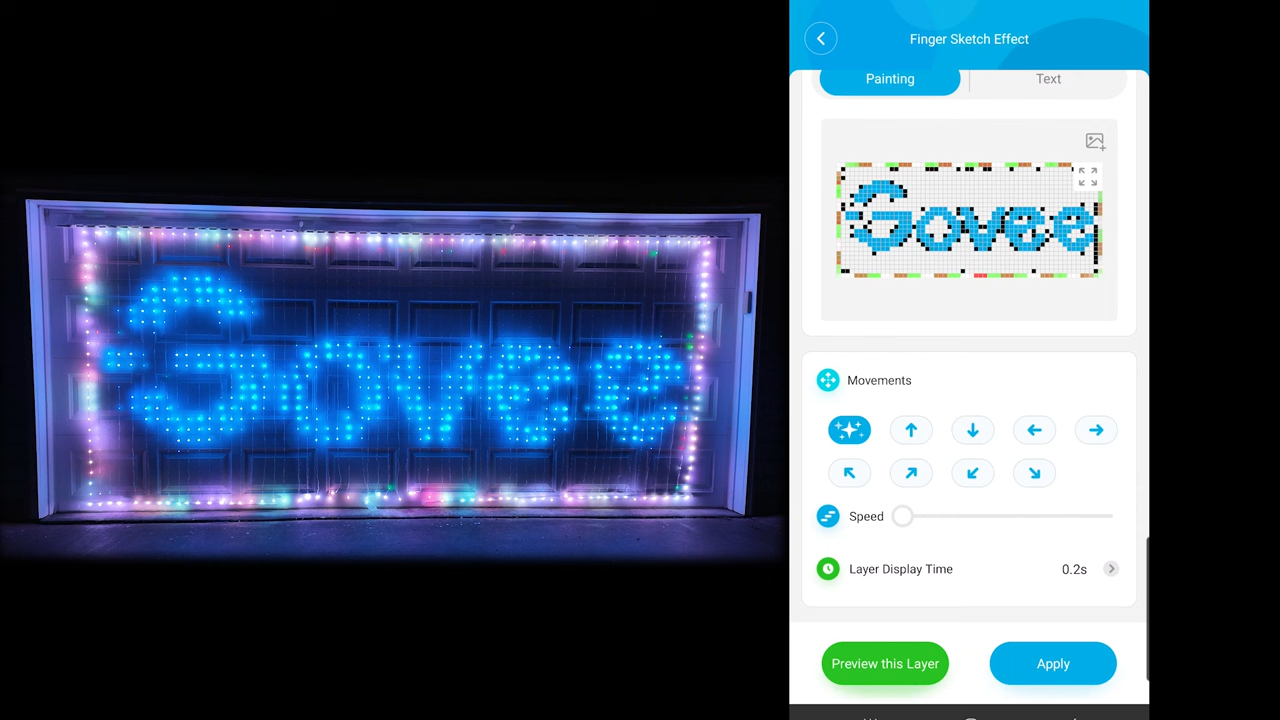 Govee
Finger Sketch Effect
Painting
Text
Govee
Movements
Speed
Layer Display Time
0.2s
Preview this Layer
Apply